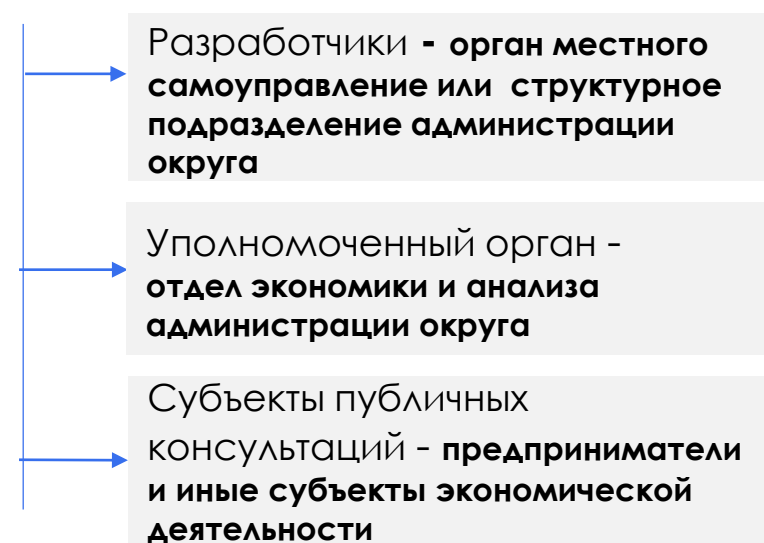 Разработчики - орган местного
самоуправление или структурное
подразделение администрации
округа
Уполномоченный орган -
отдел экономики и анализа
администрации округа
Субъекты публичных
консультаций - предприниматели
и иные субъекты экономической
деятельности